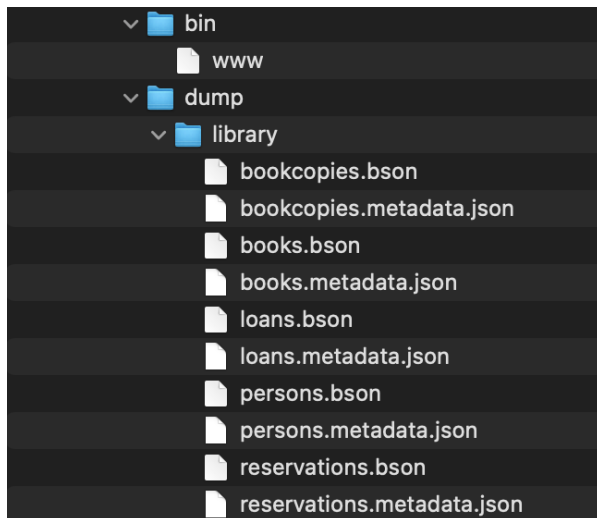 bin
www
dump
library
bookcopies.bson
bookcopies.metadata.json
books.bson
books.metadata.json
loans.bson
loans.metadata.json
persons.bson
persons.metadata.json
reservations.bson
reservations.metadata.json